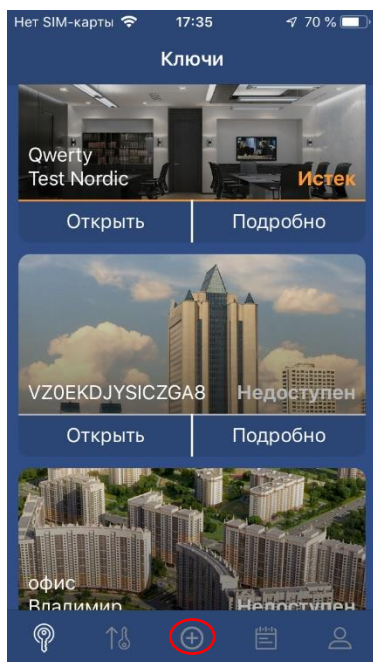 Нет SIM-карты 17:35 70 %
Ключи
Qwerty
Test Nordic Истек
Открыть Подробно
VZ0EKDJYSICZGA8 Недоступен
Открыть Подробно
офис
Владимир Недоступен